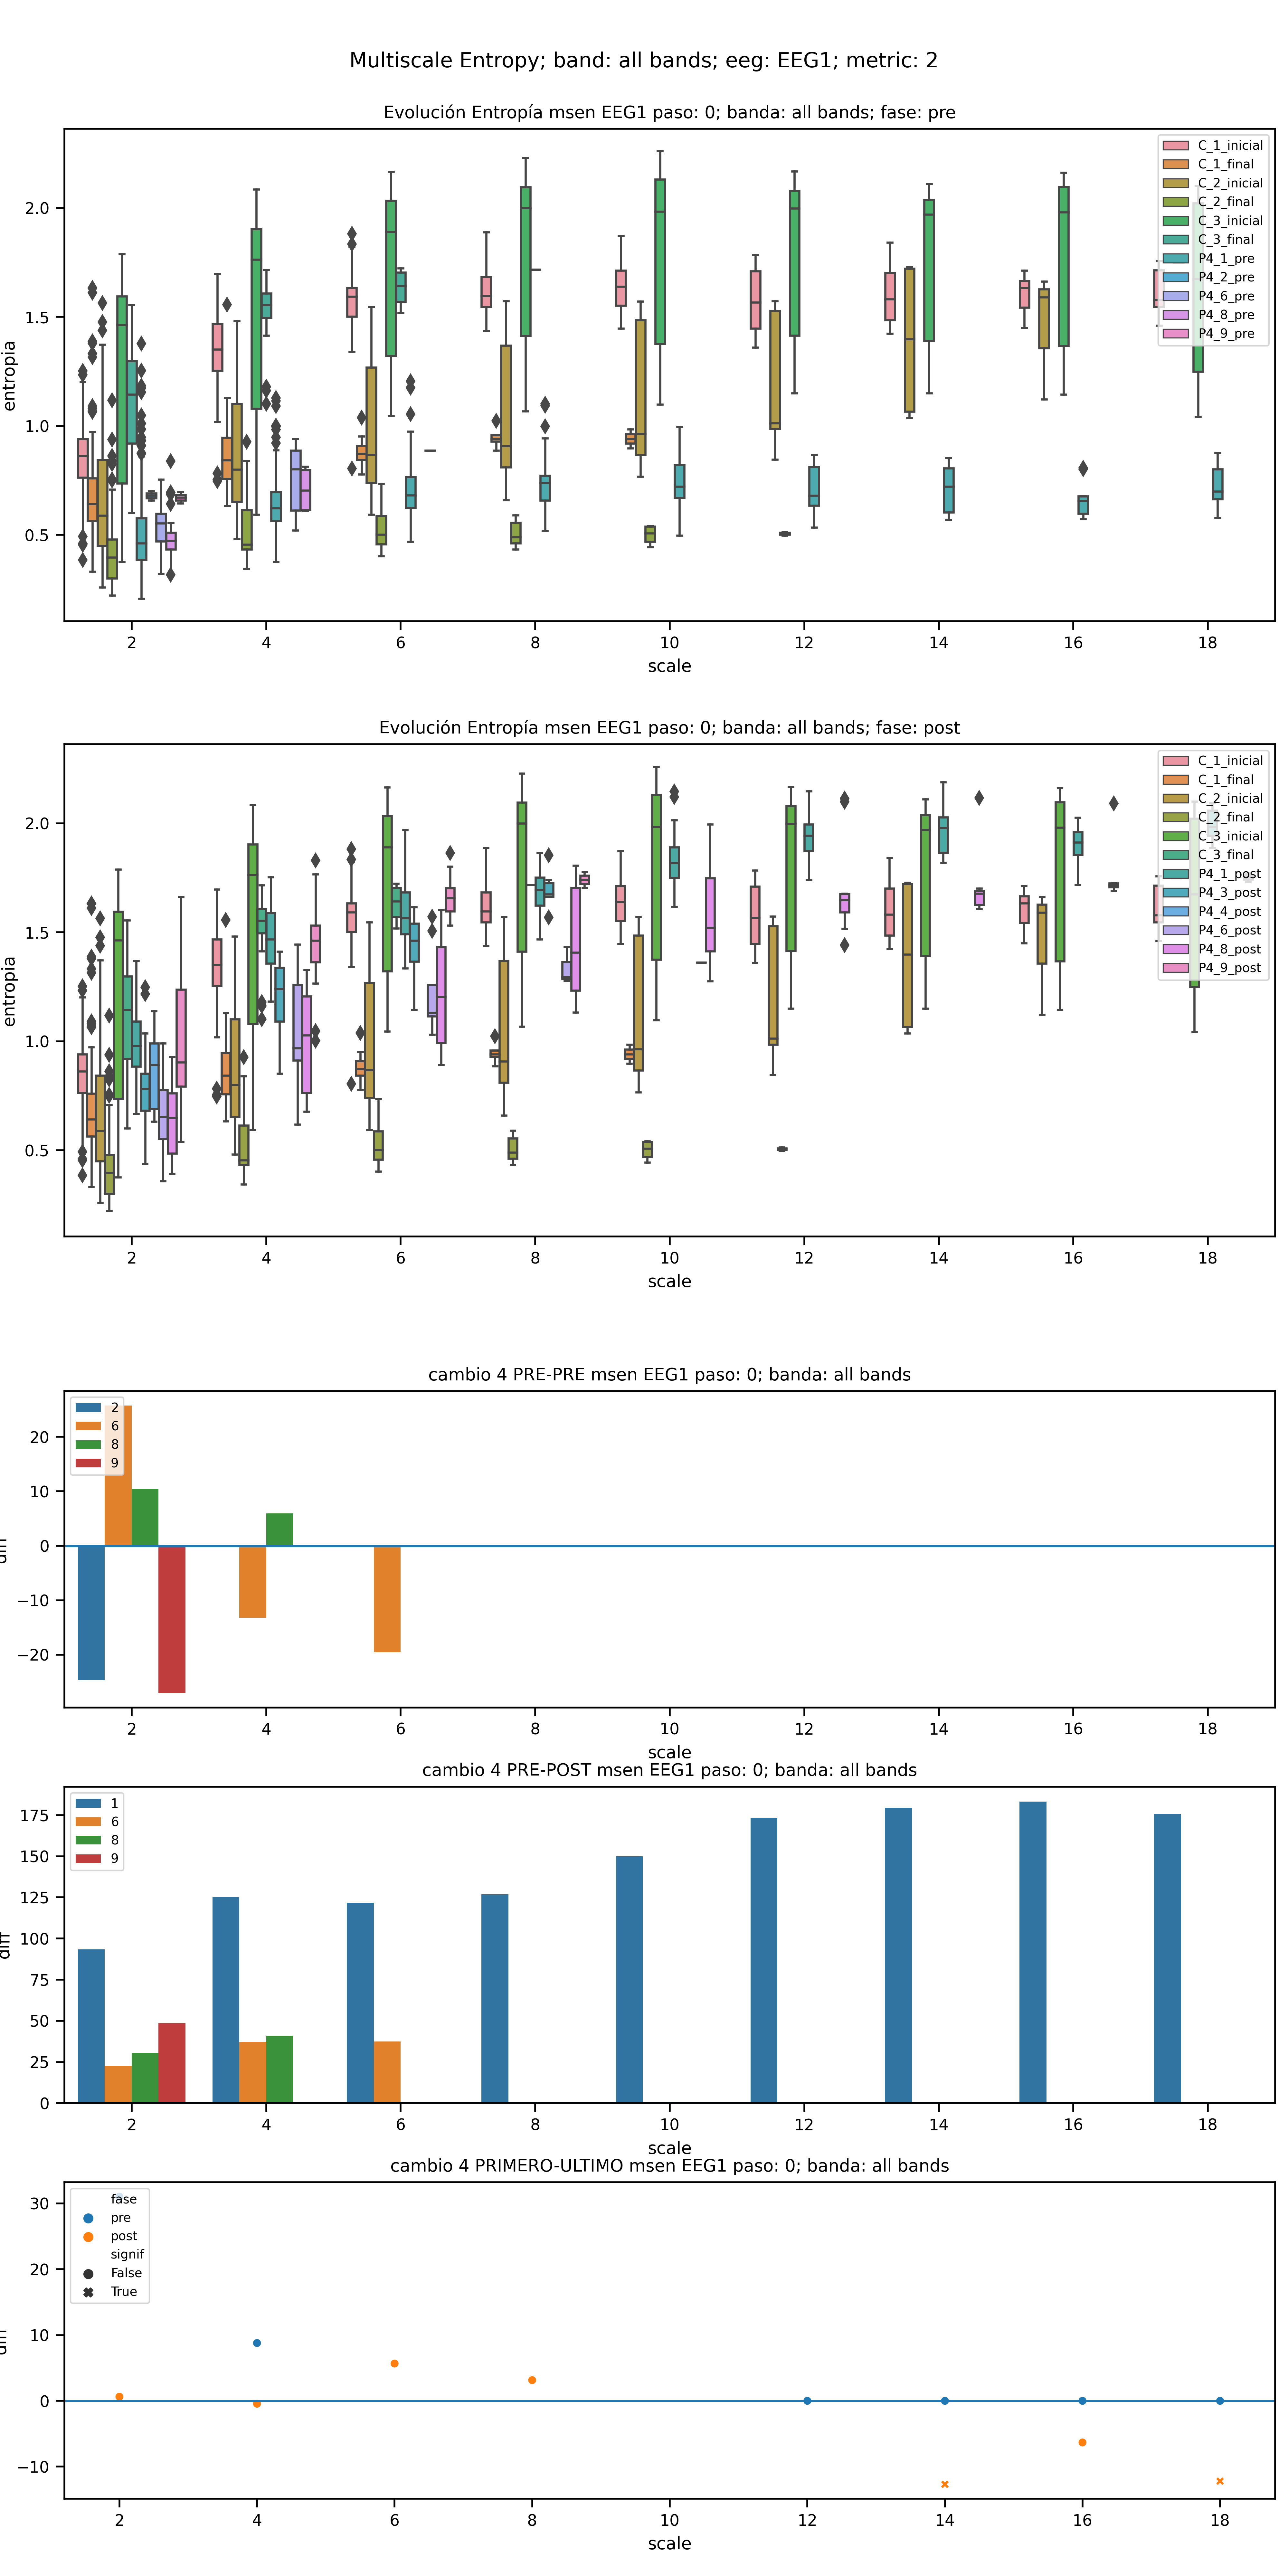 Multiscale Entropy; band: all bands; eeg: EEG1; metric: 2
Evolución Entropía msen EEG1 paso: 0; banda: all bands; fase: pre
entropia
2.0
1.5
1.0
0.5
C_1_inicial
C_1_final
C_2_inicial
C_2_final
C_3_inicial
C_3_final
P4_1_pre
P4_2_pre
P4_6_pre
P4_8_pre
P4_9_pre
2 4 6 8 10 12 14 16 18
scale
Evolución Entropía msen EEG1 paso: 0; banda: all bands; fase: post
entropia
2.0
1.5
1.0
0.5
C_1_inicial
C_1_final
C_2_inicial
C_2_final
C_3_inicial
C_3_final
P4_1_post
P4_3_post
P4_4_post
P4_6_post
P4_8_post
P4_9_post
2 4 6 8 10 12 14 16 18
scale
cambio 4 PRE-PRE msen EEG1 paso: 0; banda: all bands
20
10
0
−10
−20
2
6
8
9
2 4 6 8 10 12 14 16 18
scale
cambio 4 PRE-POST msen EEG1 paso: 0; banda: all bands
diff
175
150
125
100
75
50
25
0
1
6
8
9
2 4 6 8 10 12 14 16 18
scale
cambio 4 PRIMERO-ULTIMO msen EEG1 paso: 0; banda: all bands
30
20
10
0
−10
fase
pre
post
signif
False
True
2 4 6 8 10 12 14 16 18
scale